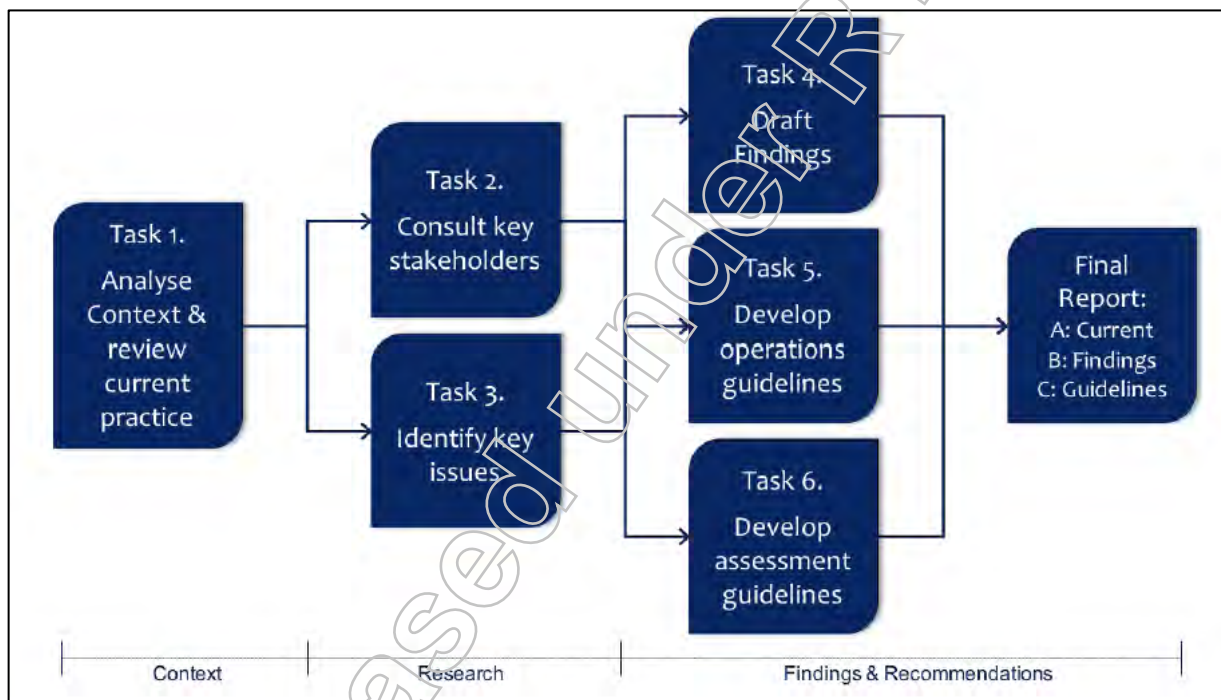 Task 1.
Analyse
Context &
review
current
practice
Task 2.
Consult key
stakeholders
Task 3.
Identify key
issues
Task 4.
Draft
Findings
Task 5.
Develop
operations
guidelines
Task 6.
Develop
assessment
guidelines
Final
Report:
A: Current
B: Findings
C: Guidelines
Context
Research
Findings & Recommendations
ased under R